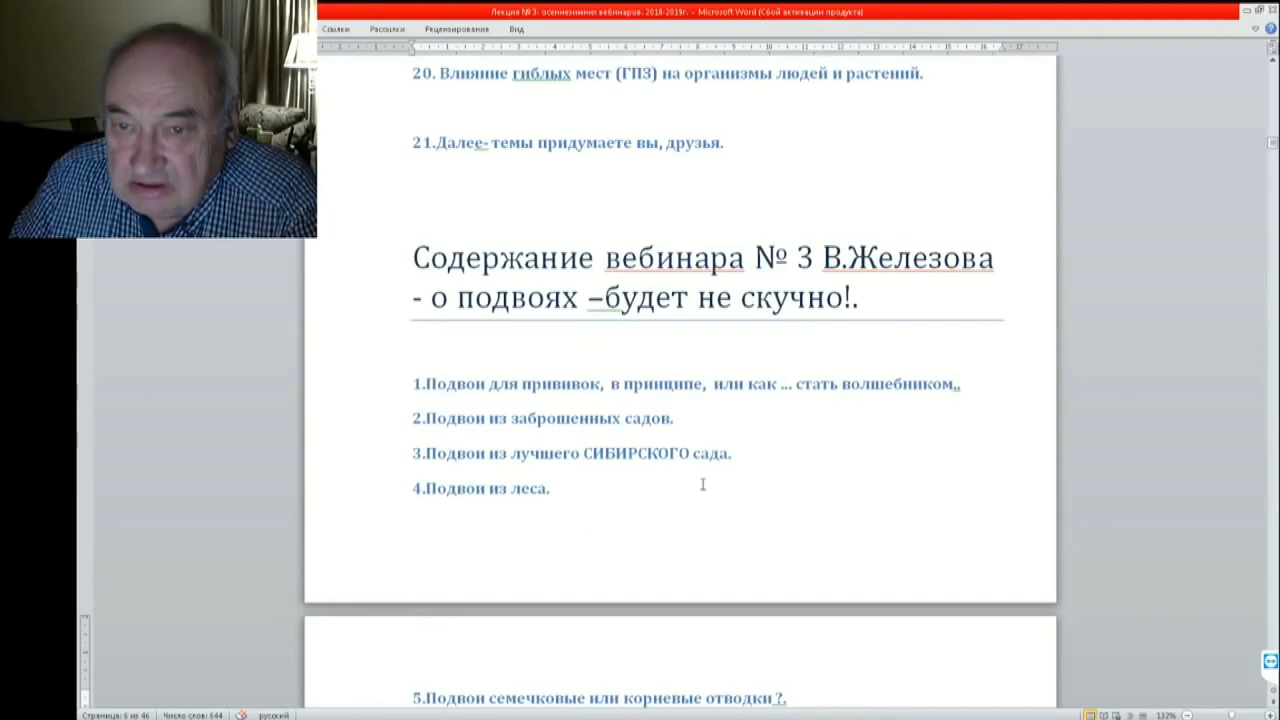 Лекция № 3- осеннезимних вебинаров. 2018-2019г. - Microsoft Word (Сбой активации продукта)
Ссылки Рассылки Рецензирование Вид
20. Влияние гиблых мест (ГПЗ) на организмы людей и растений.
21.Далее- темы придумаете вы, друзья.
Содержание вебинара № 3 В.Железова
- о подвоях –будет не скучно!.
1.Подвои для прививок, в принципе, или как ... стать волшебником,,
2.Подвои из заброшенных садов.
3.Подвои из лучшего СИБИРСКОГО сада.
4.Подвои из леса.
5.Подвои семечковые или корневые отводки ?.
Страница: 6 из 46 Число слов: 644 русский 132%